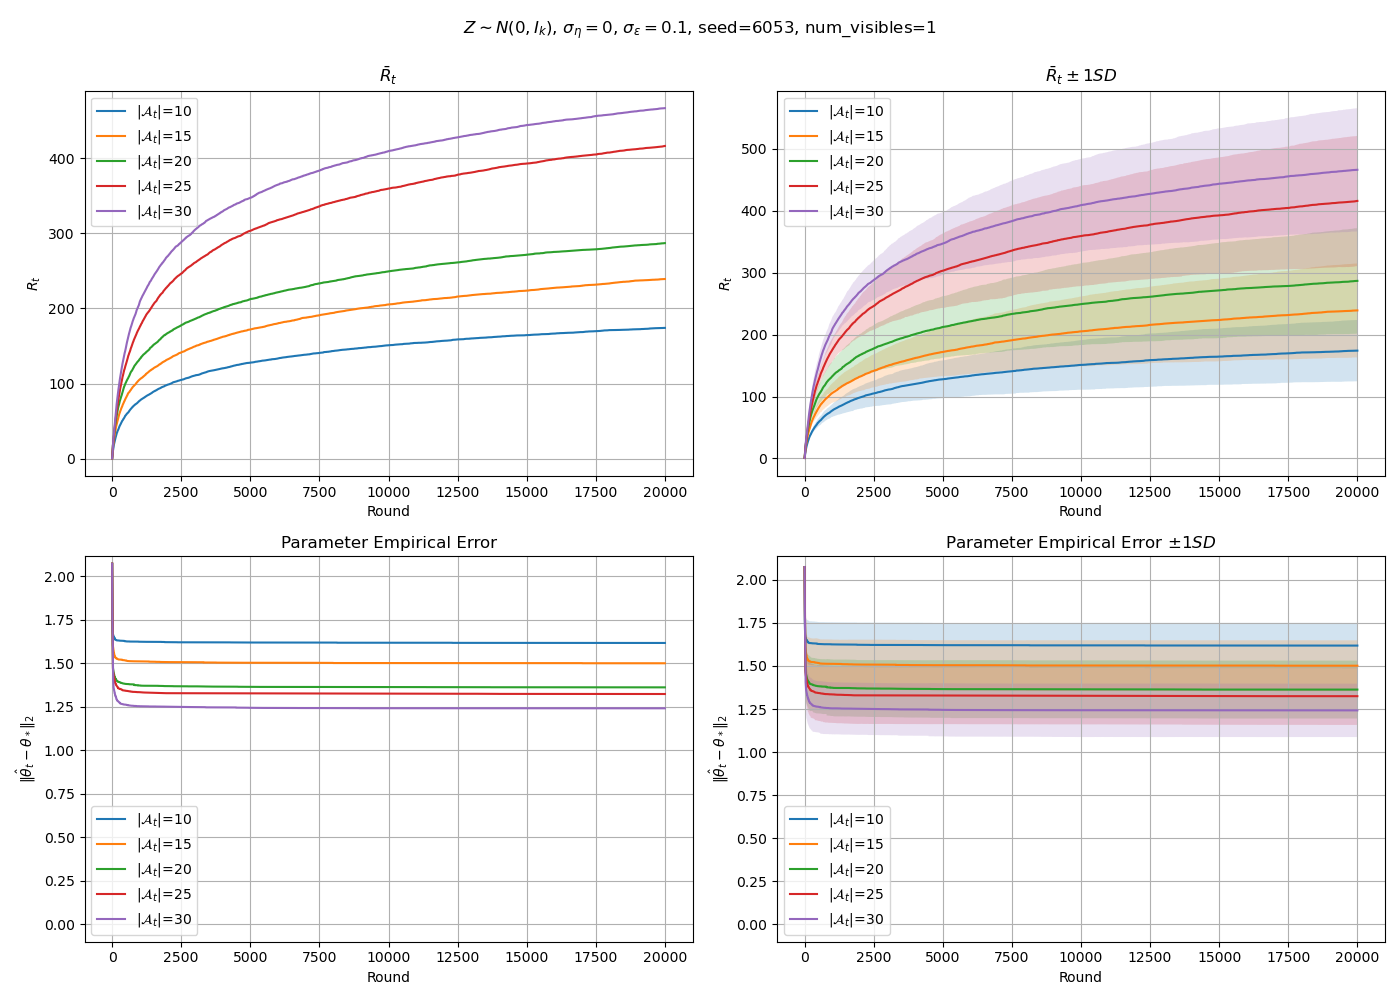 Z ∼ N(0, I_k), σ_η = 0, σ_ε = 0.1, seed=6053, num_visibles=1
R̄_t
R_t
400
300
200
100
0
|𝒜_t|=10
|𝒜_t|=15
|𝒜_t|=20
|𝒜_t|=25
|𝒜_t|=30
0 2500 5000 7500 10000 12500 15000 17500 20000
Round
R̄_t ± 1SD
R_t
500
400
300
200
100
0
|𝒜_t|=10
|𝒜_t|=15
|𝒜_t|=20
|𝒜_t|=25
|𝒜_t|=30
0 2500 5000 7500 10000 12500 15000 17500 20000
Round
Parameter Empirical Error
‖θ̂_t − θ_*‖_2
2.00
1.75
1.50
1.25
1.00
0.75
0.50
0.25
0.00
|𝒜_t|=10
|𝒜_t|=15
|𝒜_t|=20
|𝒜_t|=25
|𝒜_t|=30
0 2500 5000 7500 10000 12500 15000 17500 20000
Round
Parameter Empirical Error ±1SD
‖θ̂_t − θ_*‖_2
2.00
1.75
1.50
1.25
1.00
0.75
0.50
0.25
0.00
|𝒜_t|=10
|𝒜_t|=15
|𝒜_t|=20
|𝒜_t|=25
|𝒜_t|=30
0 2500 5000 7500 10000 12500 15000 17500 20000
Round